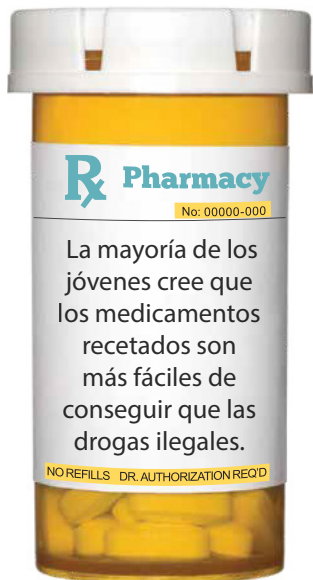 Rx Pharmacy
No: 00000-000
La mayoría de los
jóvenes cree que
los medicamentos
recetados son
más fáciles de
conseguir que las
drogas ilegales.
NO REFILLS DR. AUTHORIZATION REQ'D